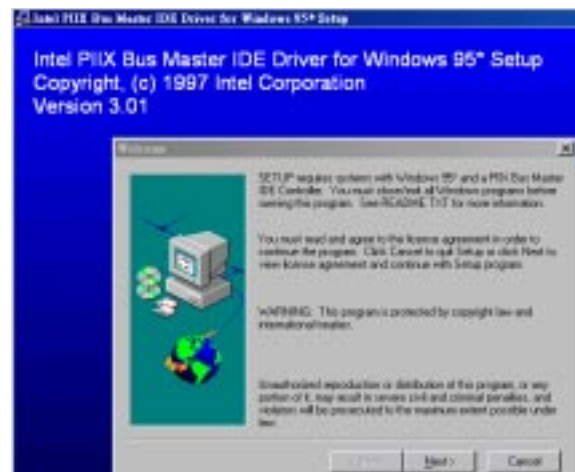 Intel PIIX Bus Master IDE Driver for Windows 95* Setup
Intel PIIX Bus Master IDE Driver for Windows 95* Setup
Copyright, (c) 1997 Intel Corporation
Version 3.01
Welcome
SETUP requires systems with Windows 95* and a PIIX Bus Master
IDE Controller. You must close/exit all Windows programs before
running this program. See README.TXT for more information.
You must read and agree to the license agreement in order to
continue the program. Click Cancel to quit Setup or click Next to
view license agreement and continue with Setup program.
WARNING: This program is protected by copyright law and
international treaties.
Unauthorized reproduction or distribution of this program, or any
portion of it, may result in severe civil and criminal penalties, and
violators will be prosecuted to the maximum extent possible under
law.
Next >
Cancel